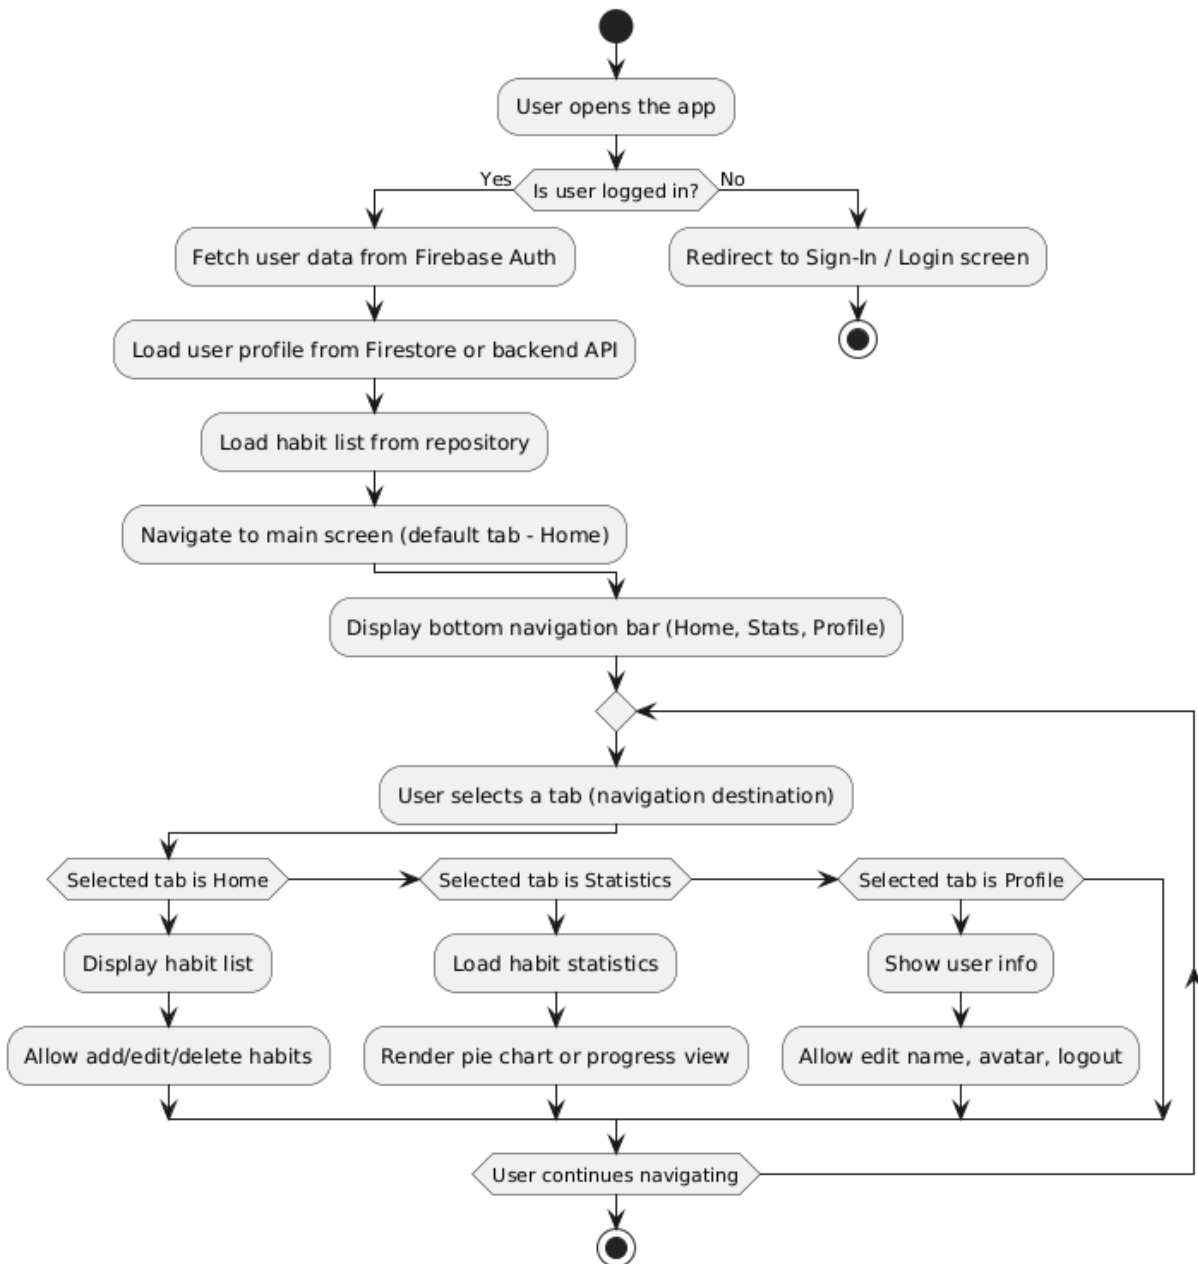 User opens the app
Yes
Is user logged in?
No
Fetch user data from Firebase Auth
Redirect to Sign-In / Login screen
Load user profile from Firestore or backend API
Load habit list from repository
Navigate to main screen (default tab - Home)
Display bottom navigation bar (Home, Stats, Profile)
User selects a tab (navigation destination)
Selected tab is Home
Selected tab is Statistics
Selected tab is Profile
Display habit list
Load habit statistics
Show user info
Allow add/edit/delete habits
Render pie chart or progress view
Allow edit name, avatar, logout
User continues navigating